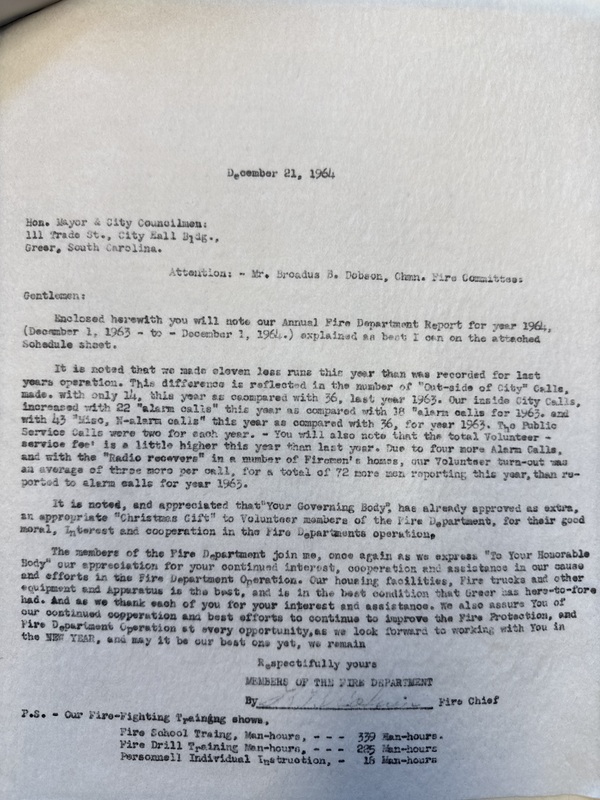 December 21, 1964
Hon. Mayor & City Councilmen:
111 Trade St., City Hall Bldg.,
Greer, South Carolina.
Attention: - Mr. Broadus B. Dobson, Chmn. Fire Committee:
Gentlemen:
Enclosed herewith you will note our Annual Fire Department Report for year 1964,
(December 1, 1963 - to - December 1, 1964.) explained as best I can on the attached
Schedule sheet.
It is noted that we made eleven less runs this year than was recorded for last
years operation. This difference is reflected in the number of "Out-side of City" Calls,
made. with only 14, this year as caompared with 36, last year 1963. Our inside City Calls,
increased with 22 "alarm calls" this year as compared with 18 "alarm calls for 1963. and
with 43 "Misc, N-alarm calls" this year as compared with 36, for year 1963. The Public
Service Calls were two for each year. - You will also note that the total Volunteer -
service fee' is a little higher this year than last year. Due to four more Alarm Calls,
and with the "Radio recevers" in a number of Firemen's homes, our Volunteer turn-out was
an average of three more per call, for a total of 72 more men reporting this year, than re-
ported to alarm calls for year 1963.
It is noted, and appreciated that "Your Governing Body", has already approved as extra,
an appropriate "Christmas Gift" to Volunteer members of the Fire Department, for their good
moral, Interest and cooperation in the Fire Departments operation,
The members of the Fire Department join me, once again as we express "To Your Honorable
Body" our appreciation for your continued interest, cooperation and assistance in our cause
and efforts in the Fire Department Operation. Our housing facilities, Fire trucks and other
equipment and Apparatus is the best, and is in the best condition that Greer has here-to-fore
had. And as we thank each of you for your interest and assistance. We also assure You of
our continued copperation and best efforts to continue to improve the Fire Protection, and
Fire Department Operation at every opportunity, as we look forward to working with You in
the NEW YEAR, and may it be our best one yet, we remain
Respectifully yours
MEMBERS OF THE FIRE DEPARTMENT
By Fire Chief
P.S. - Our Fire-Fighting Training shows,
Fire School Traing, Man-hours, - - - 339 Man-hours.
Fire Drill Training Man-hours, - - - 225 Man-hours
Personnell Individual Instruction, - 18 Man-hours